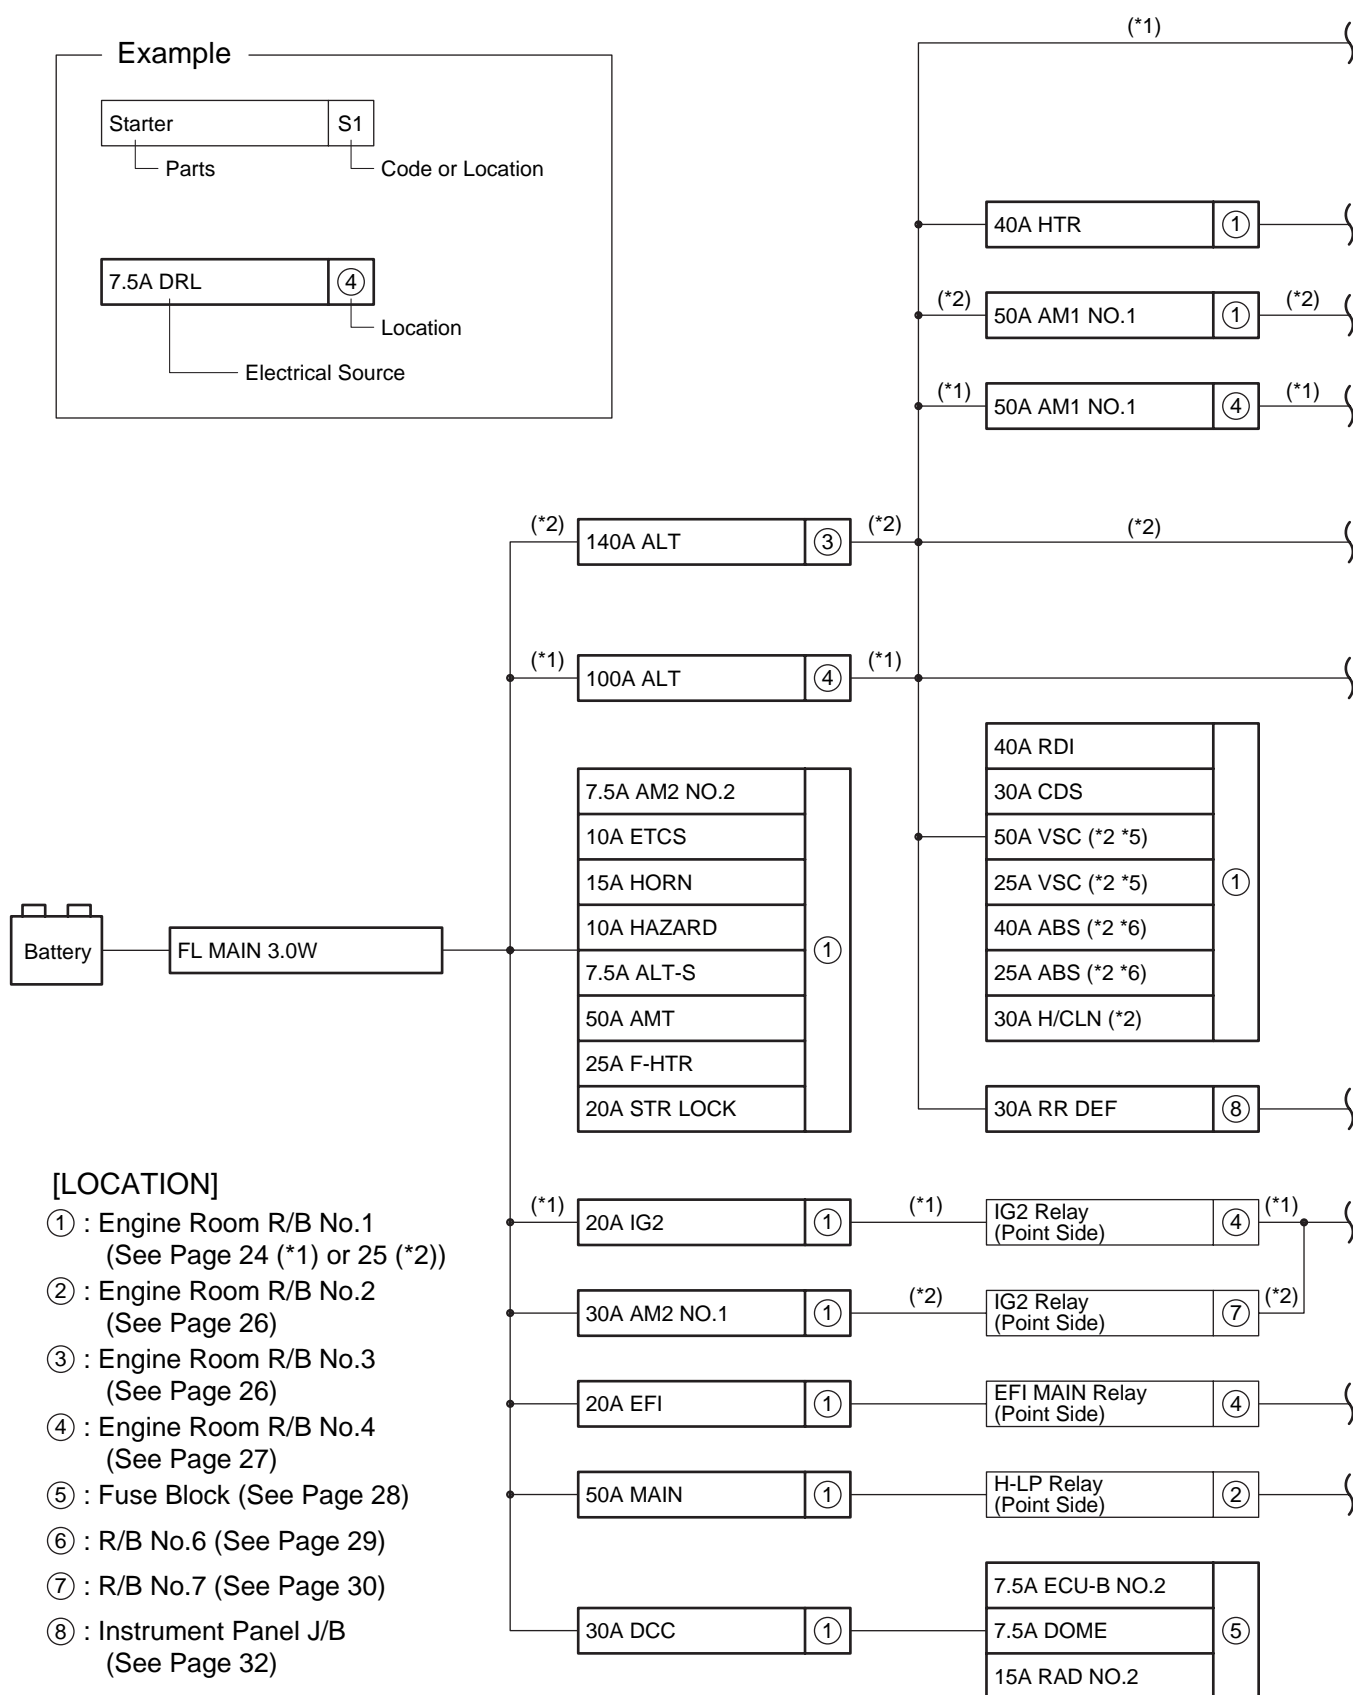 Example
Starter
S1
Parts
Code or Location
7.5A DRL
④
Location
Electrical Source
(*1)
40A HTR
①
(*2)
50A AM1 NO.1
①
(*2)
(*1)
50A AM1 NO.1
④
(*1)
(*2)
140A ALT
③
(*2)
(*2)
(*1)
100A ALT
④
(*1)
7.5A AM2 NO.2
10A ETCS
15A HORN
10A HAZARD
7.5A ALT-S
50A AMT
25A F-HTR
20A STR LOCK
①
40A RDI
30A CDS
50A VSC (*2 *5)
25A VSC (*2 *5)
40A ABS (*2 *6)
25A ABS (*2 *6)
30A H/CLN (*2)
①
Battery
FL MAIN 3.0W
30A RR DEF
⑧
(*1)
20A IG2
①
(*1)
IG2 Relay
(Point Side)
④
(*1)
30A AM2 NO.1
①
(*2)
IG2 Relay
(Point Side)
⑦
(*2)
20A EFI
①
EFI MAIN Relay
(Point Side)
④
50A MAIN
①
H-LP Relay
(Point Side)
②
30A DCC
①
7.5A ECU-B NO.2
7.5A DOME
15A RAD NO.2
⑤
[LOCATION]
① : Engine Room R/B No.1
(See Page 24 (*1) or 25 (*2))
② : Engine Room R/B No.2
(See Page 26)
③ : Engine Room R/B No.3
(See Page 26)
④ : Engine Room R/B No.4
(See Page 27)
⑤ : Fuse Block (See Page 28)
⑥ : R/B No.6 (See Page 29)
⑦ : R/B No.7 (See Page 30)
⑧ : Instrument Panel J/B
(See Page 32)